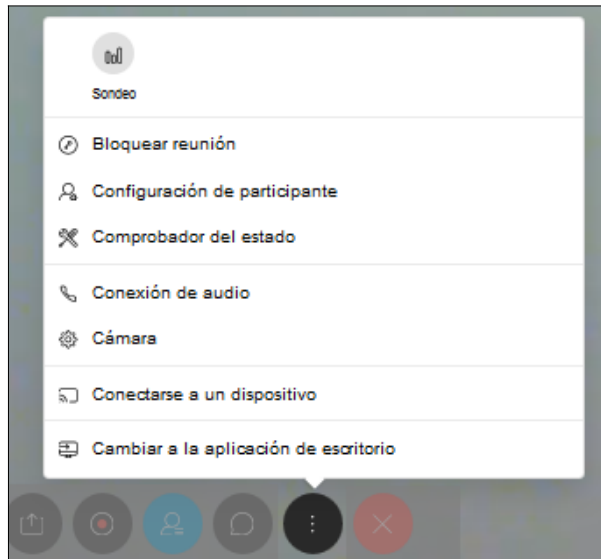 Sondeo
Bloquear reunión
Configuración de participante
Comprobador del estado
Conexión de audio
Cámara
Conectarse a un dispositivo
Cambiar a la aplicación de escritorio